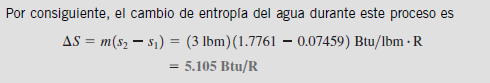 Por consiguiente, el cambio de entropía del agua durante este proceso es
ΔS = m(s₂ − s₁) = (3 lbm)(1.7761 − 0.07459) Btu/lbm · R
= 5.105 Btu/R